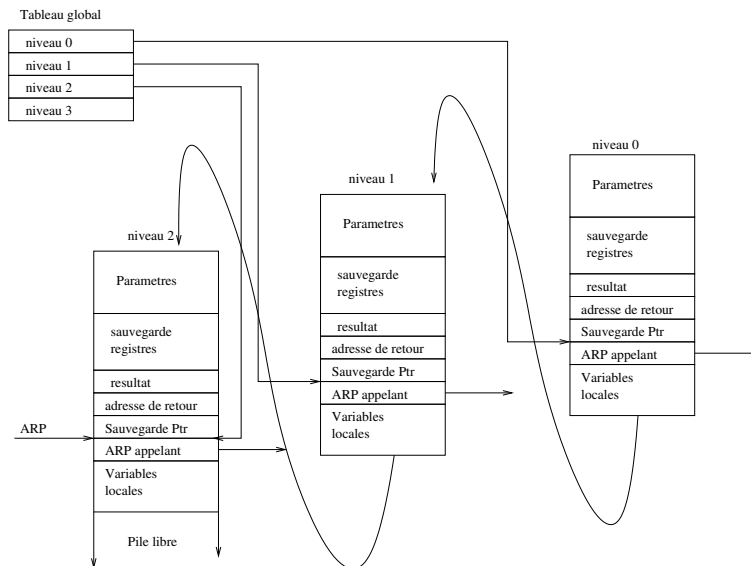 Tableau global
niveau 0
niveau 1
niveau 2
niveau 3
niveau 2
Parametres
sauvegarde
registres
resultat
adresse de retour
Sauvegarde Ptr
ARP
ARP appelant
Variables
locales
Pile libre
niveau 1
Parametres
sauvegarde
registres
resultat
adresse de retour
Sauvegarde Ptr
ARP appelant
Variables
locales
niveau 0
Parametres
sauvegarde
registres
resultat
adresse de retour
Sauvegarde Ptr
ARP appelant
Variables
locales